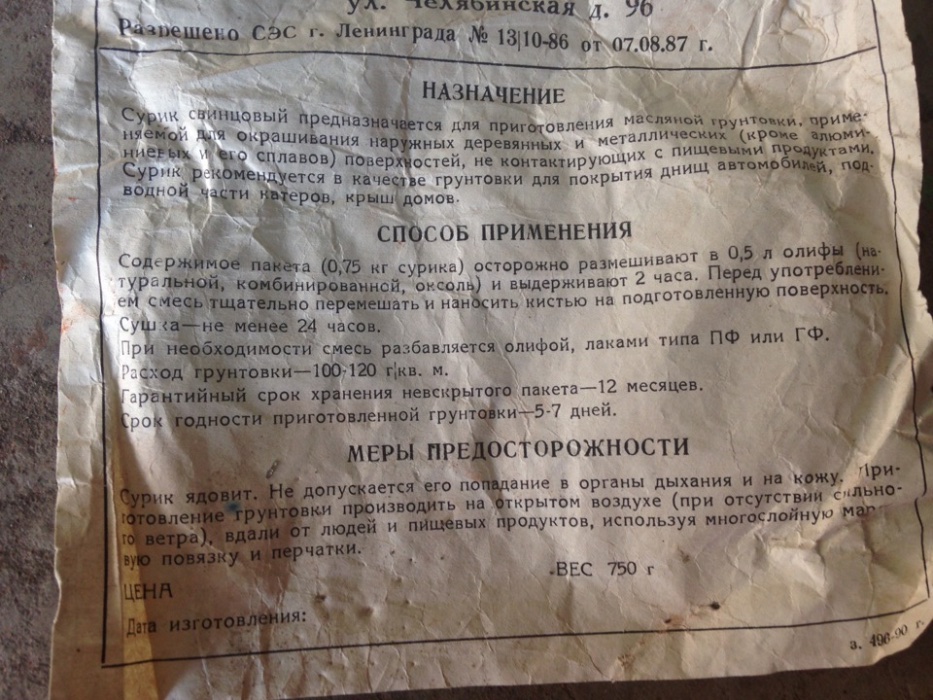 ул. Челябинская д. 96
Разрешено СЭС г. Ленинграда № 13|10-86 от 07.08.87 г.
НАЗНАЧЕНИЕ
Сурик свинцовый предназначается для приготовления масляной грунтовки, приме-
няемой для окрашивания наружных деревянных и металлических (кроме алюми-
ниевых и его сплавов) поверхностей, не контактирующих с пищевыми продуктами.
Сурик рекомендуется в качестве грунтовки для покрытия днищ автомобилей, под-
водной части катеров, крыш домов.
СПОСОБ ПРИМЕНЕНИЯ
Содержимое пакета (0,75 кг сурика) осторожно размешивают в 0,5 л олифы (на-
туральной, комбинированной, оксоль) и выдерживают 2 часа. Перед употреблени-
ем смесь тщательно перемешать и наносить кистью на подготовленную поверхность.
Сушка—не менее 24 часов.
При необходимости смесь разбавляется олифой, лаками типа ПФ или ГФ.
Расход грунтовки—100-120 г|кв. м.
Гарантийный срок хранения невскрытого пакета—12 месяцев.
Срок годности приготовленной грунтовки—5-7 дней.
МЕРЫ ПРЕДОСТОРОЖНОСТИ
Сурик ядовит. Не допускается его попадание в органы дыхания и на кожу. При-
готовление грунтовки производить на открытом воздухе (при отсутствии сильно-
го ветра), вдали от людей и пищевых продуктов, используя многослойную марле-
вую повязку и перчатки.
ВЕС 750 г
ЦЕНА
Дата изготовления:
з. 496-90 г.